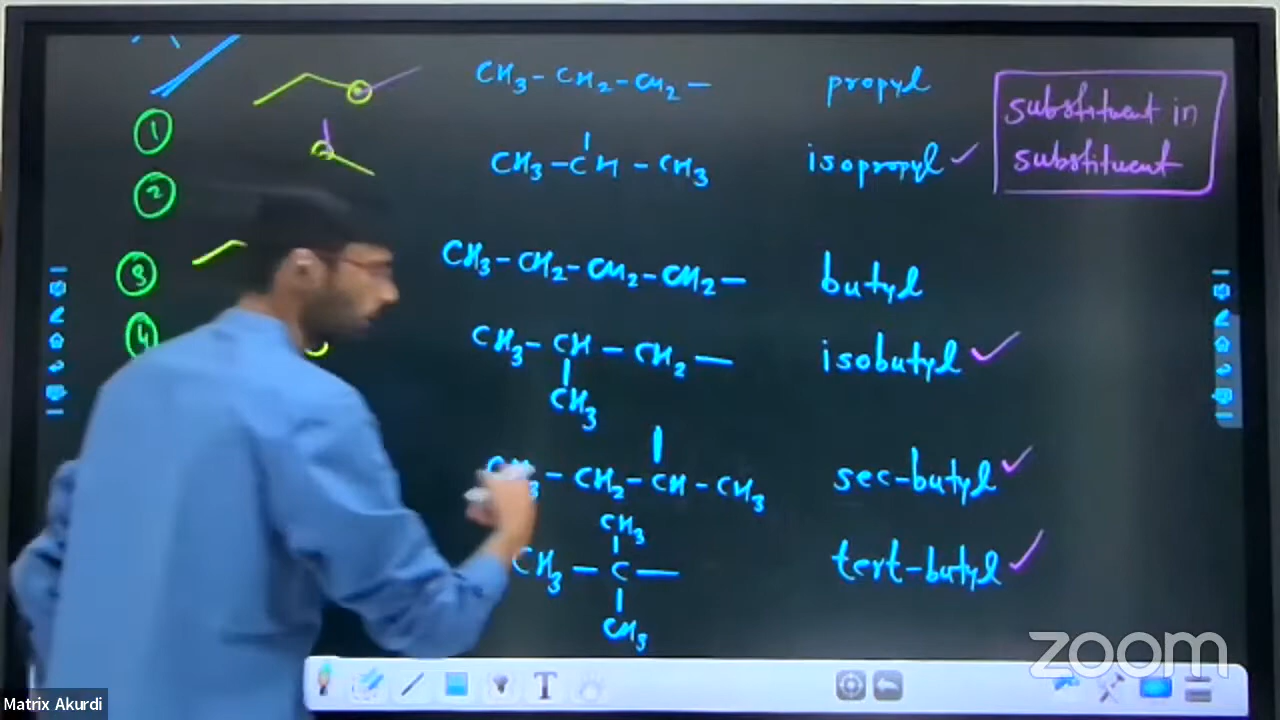 CH3-CH2-CH2- propyl
substituent in
substituent
①
CH3-CH-CH3 isopropyl ✓
②
③
CH3-CH2-CH2-CH2- butyl
④
CH3-CH-CH2- isobutyl ✓
CH3
CH3-CH2-CH-CH3 sec-butyl ✓
CH3
CH3-C- tert-butyl ✓
CH3
zoom
T
Matrix Akurdi